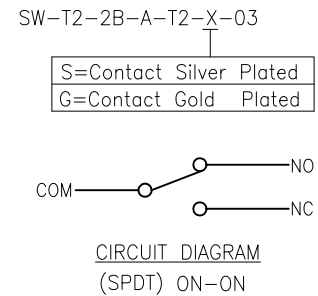 SW-T2-2B-A-T2-X-03
S=Contact Silver Plated
G=Contact Gold Plated
NO
COM
NC
CIRCUIT DIAGRAM
(SPDT) ON-ON